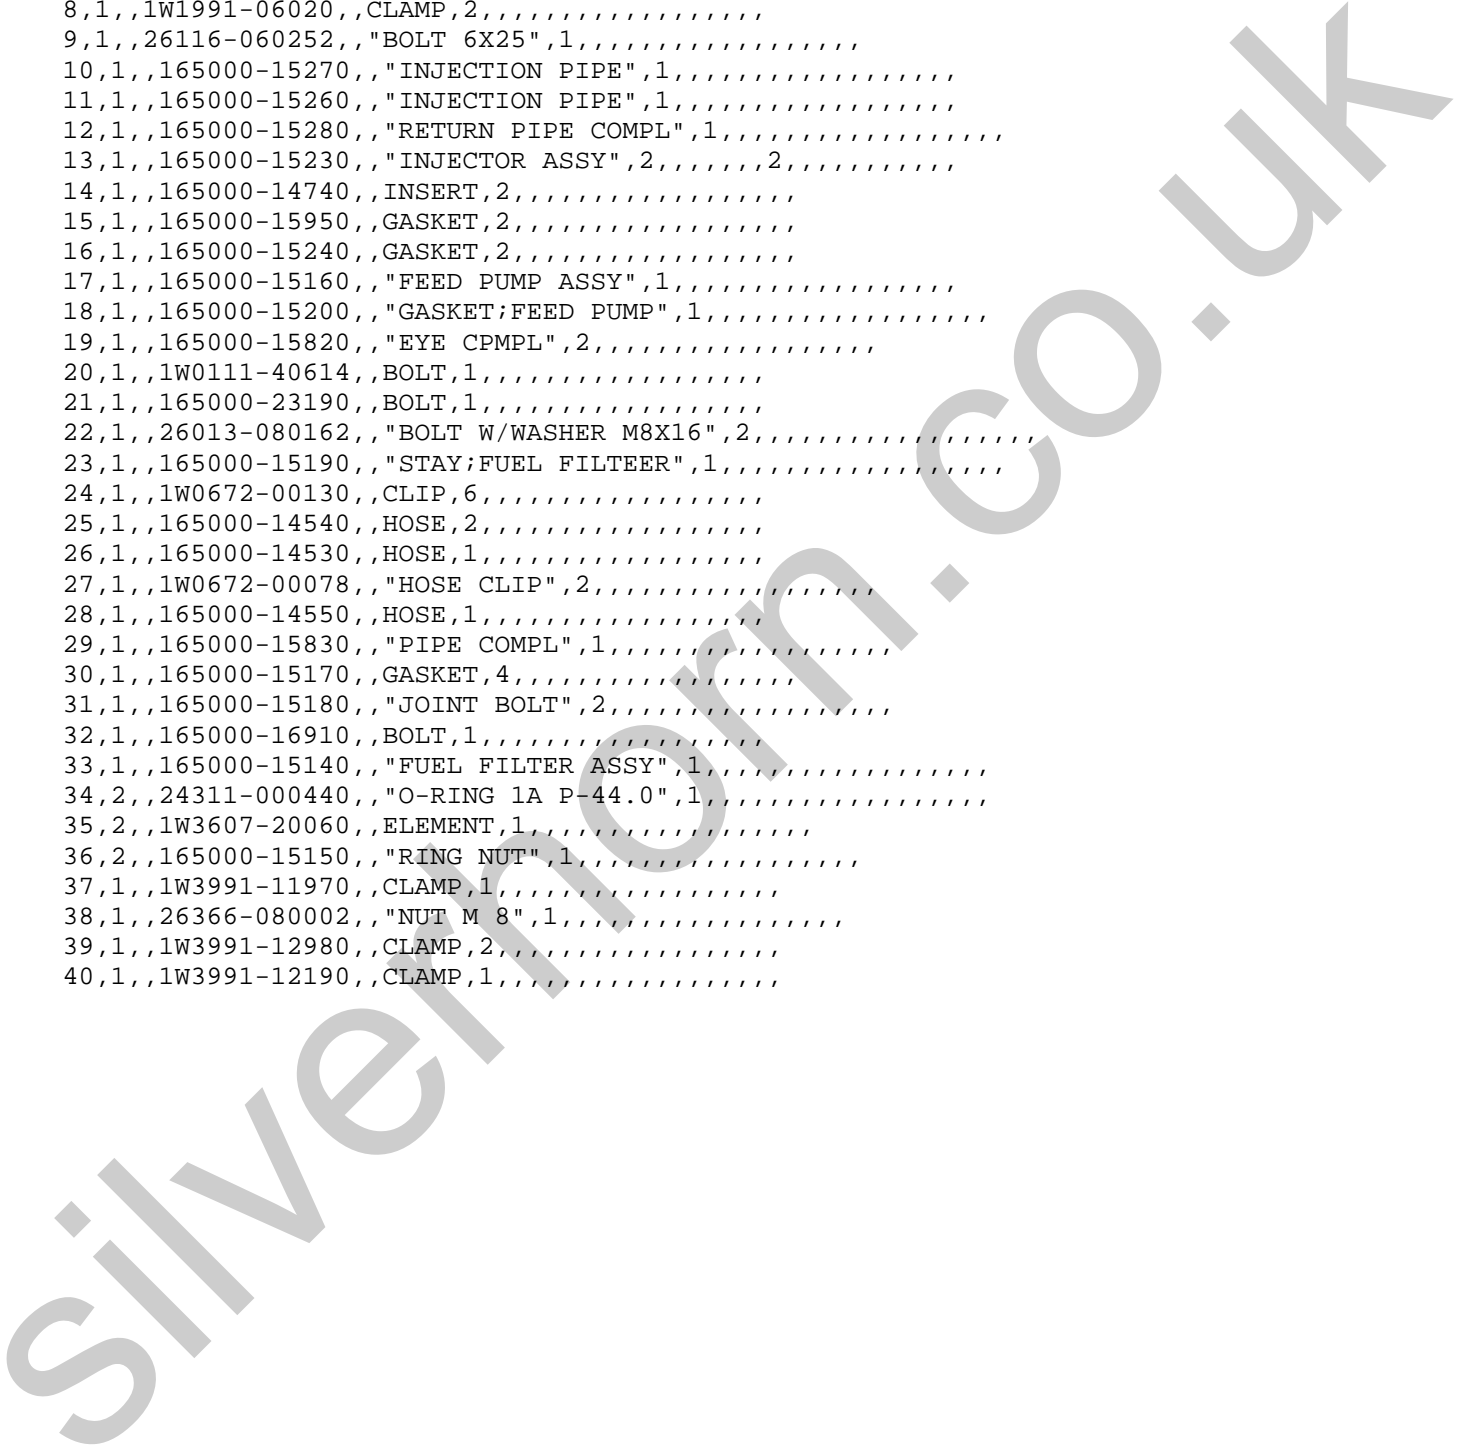 8,1,,1W1991-06020,,CLAMP,2,,,,,,,,,,,,,,,,,,
9,1,,26116-060252,,"BOLT 6X25",1,,,,,,,,,,,,,,,,,,
10,1,,165000-15270,,"INJECTION PIPE",1,,,,,,,,,,,,,,,,,,
11,1,,165000-15260,,"INJECTION PIPE",1,,,,,,,,,,,,,,,,,,
12,1,,165000-15280,,"RETURN PIPE COMPL",1,,,,,,,,,,,,,,,,,,
13,1,,165000-15230,,"INJECTOR ASSY",2,,,,,,,2,,,,,,,,,,,
14,1,,165000-14740,,INSERT,2,,,,,,,,,,,,,,,,,,
15,1,,165000-15950,,GASKET,2,,,,,,,,,,,,,,,,,,
16,1,,165000-15240,,GASKET,2,,,,,,,,,,,,,,,,,,
17,1,,165000-15160,,"FEED PUMP ASSY",1,,,,,,,,,,,,,,,,,,
18,1,,165000-15200,,"GASKET;FEED PUMP",1,,,,,,,,,,,,,,,,,,
19,1,,165000-15820,,"EYE CPMPL",2,,,,,,,,,,,,,,,,,,
20,1,,1W0111-40614,,BOLT,1,,,,,,,,,,,,,,,,,,
21,1,,165000-23190,,BOLT,1,,,,,,,,,,,,,,,,,,
22,1,,26013-080162,,"BOLT W/WASHER M8X16",2,,,,,,,,,,,,,,,,,,
23,1,,165000-15190,,"STAY;FUEL FILTEER",1,,,,,,,,,,,,,,,,,,
24,1,,1W0672-00130,,CLIP,6,,,,,,,,,,,,,,,,,,
25,1,,165000-14540,,HOSE,2,,,,,,,,,,,,,,,,,,
26,1,,165000-14530,,HOSE,1,,,,,,,,,,,,,,,,,,
27,1,,1W0672-00078,,"HOSE CLIP",2,,,,,,,,,,,,,,,,,,
28,1,,165000-14550,,HOSE,1,,,,,,,,,,,,,,,,,,
29,1,,165000-15830,,"PIPE COMPL",1,,,,,,,,,,,,,,,,,,
30,1,,165000-15170,,GASKET,4,,,,,,,,,,,,,,,,,,
31,1,,165000-15180,,"JOINT BOLT",2,,,,,,,,,,,,,,,,,,
32,1,,165000-16910,,BOLT,1,,,,,,,,,,,,,,,,,,
33,1,,165000-15140,,"FUEL FILTER ASSY",1,,,,,,,,,,,,,,,,,,
34,2,,24311-000440,,"O-RING 1A P-44.0",1,,,,,,,,,,,,,,,,,,
35,2,,1W3607-20060,,ELEMENT,1,,,,,,,,,,,,,,,,,,
36,2,,165000-15150,,"RING NUT",1,,,,,,,,,,,,,,,,,,
37,1,,1W3991-11970,,CLAMP,1,,,,,,,,,,,,,,,,,,
38,1,,26366-080002,,"NUT M 8",1,,,,,,,,,,,,,,,,,,
39,1,,1W3991-12980,,CLAMP,2,,,,,,,,,,,,,,,,,,
40,1,,1W3991-12190,,CLAMP,1,,,,,,,,,,,,,,,,,,
silverhorn.co.uk